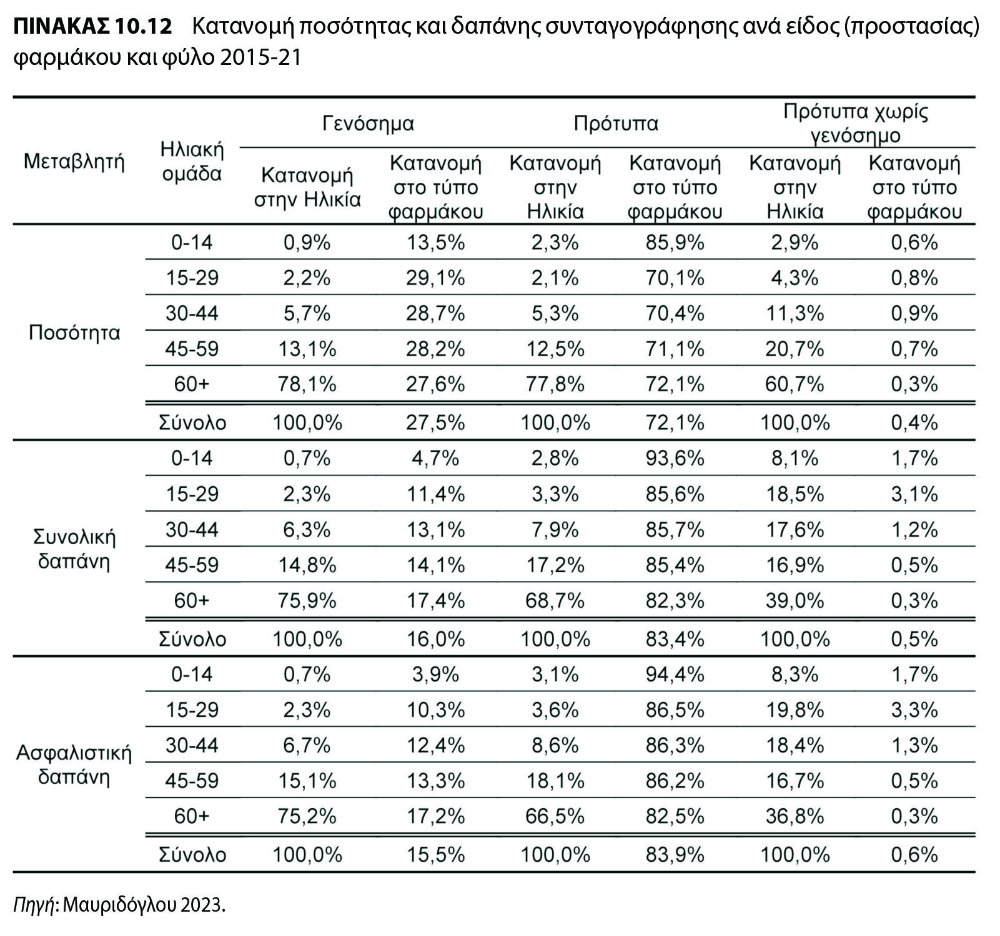 ΠΙΝΑΚΑΣ 10.12 Κατανομή ποσότητας και δαπάνης συνταγογράφησης ανά είδος (προστασίας)
φαρμάκου και φύλο 2015-21
Μεταβλητή Ηλιακή ομάδα Γενόσημα Πρότυπα Πρότυπα χωρίς γενόσημο
Κατανομή στην Ηλικία Κατανομή στο τύπο φαρμάκου Κατανομή στην Ηλικία Κατανομή στο τύπο φαρμάκου Κατανομή στην Ηλικία Κατανομή στο τύπο φαρμάκου
Ποσότητα
0-14 0,9% 13,5% 2,3% 85,9% 2,9% 0,6%
15-29 2,2% 29,1% 2,1% 70,1% 4,3% 0,8%
30-44 5,7% 28,7% 5,3% 70,4% 11,3% 0,9%
45-59 13,1% 28,2% 12,5% 71,1% 20,7% 0,7%
60+ 78,1% 27,6% 77,8% 72,1% 60,7% 0,3%
Σύνολο 100,0% 27,5% 100,0% 72,1% 100,0% 0,4%
Συνολική δαπάνη
0-14 0,7% 4,7% 2,8% 93,6% 8,1% 1,7%
15-29 2,3% 11,4% 3,3% 85,6% 18,5% 3,1%
30-44 6,3% 13,1% 7,9% 85,7% 17,6% 1,2%
45-59 14,8% 14,1% 17,2% 85,4% 16,9% 0,5%
60+ 75,9% 17,4% 68,7% 82,3% 39,0% 0,3%
Σύνολο 100,0% 16,0% 100,0% 83,4% 100,0% 0,5%
Ασφαλιστική δαπάνη
0-14 0,7% 3,9% 3,1% 94,4% 8,3% 1,7%
15-29 2,3% 10,3% 3,6% 86,5% 19,8% 3,3%
30-44 6,7% 12,4% 8,6% 86,3% 18,4% 1,3%
45-59 15,1% 13,3% 18,1% 86,2% 16,7% 0,5%
60+ 75,2% 17,2% 66,5% 82,5% 36,8% 0,3%
Σύνολο 100,0% 15,5% 100,0% 83,9% 100,0% 0,6%
Πηγή: Μαυριδόγλου 2023.